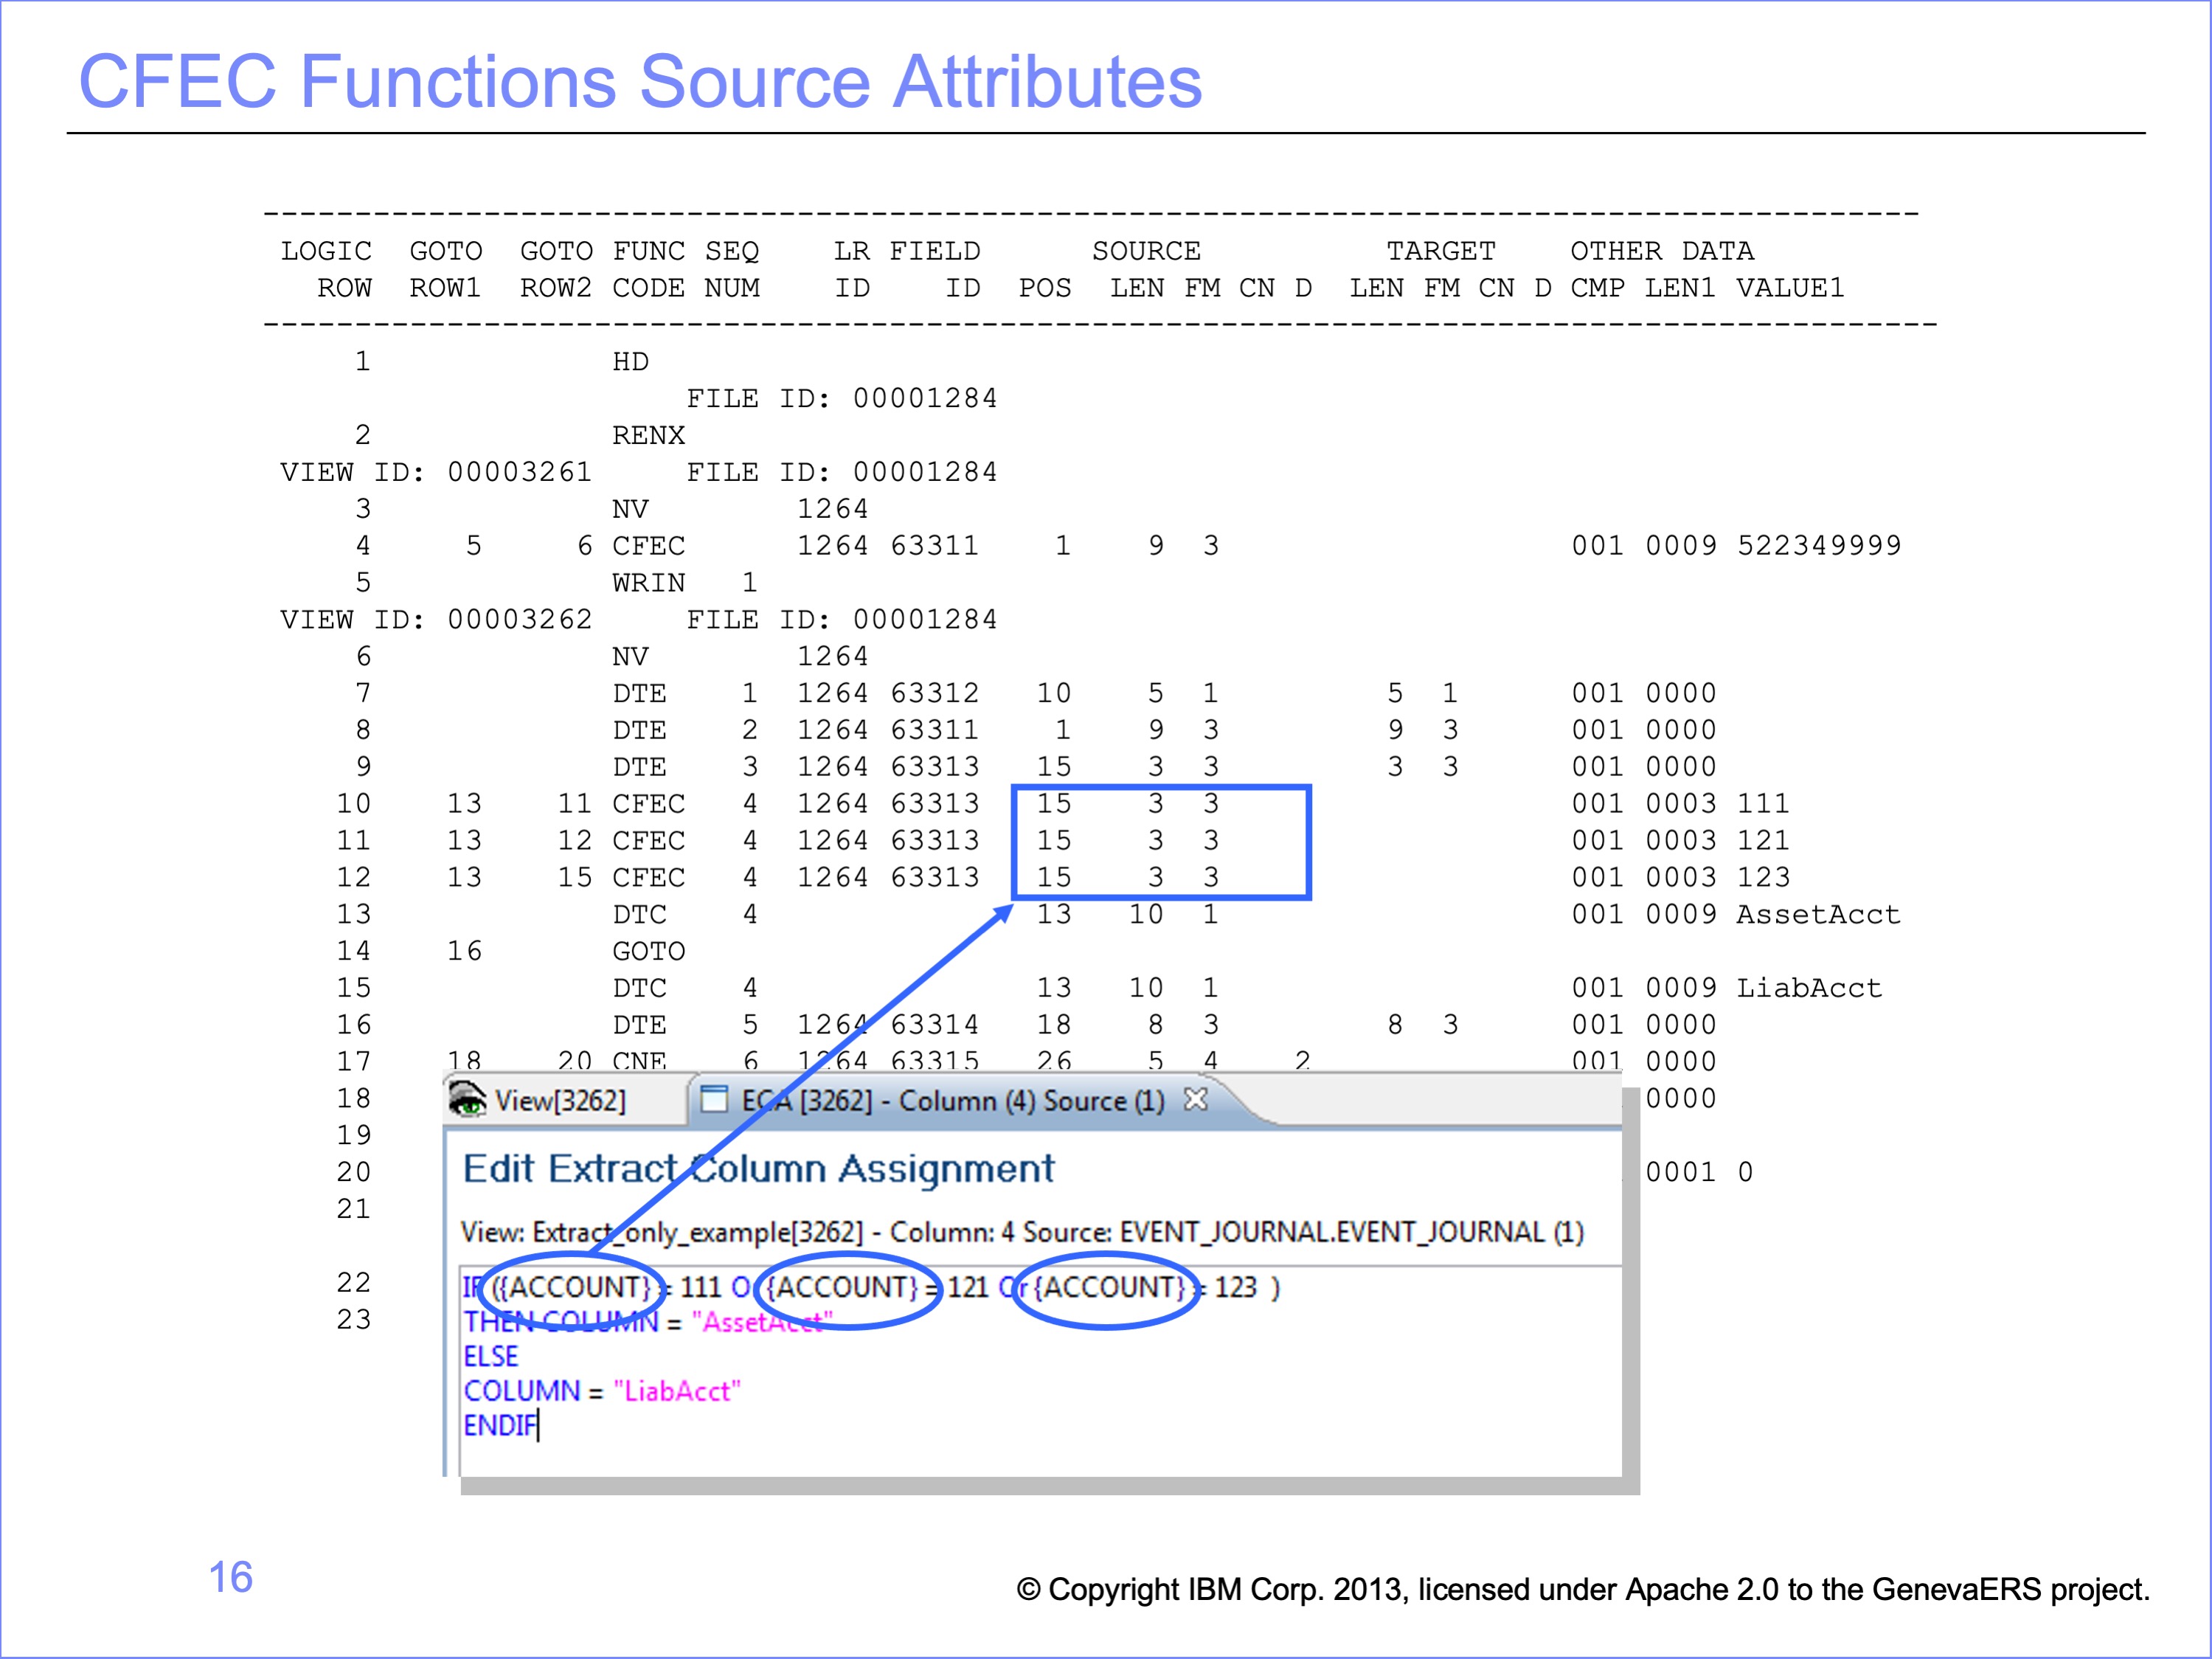 CFEC Functions Source Attributes
LOGIC GOTO GOTO FUNC SEQ LR FIELD SOURCE TARGET OTHER DATA
ROW ROW1 ROW2 CODE NUM ID ID POS LEN FM CN D LEN FM CN D CMP LEN1 VALUE1
1 HD
FILE ID: 00001284
2 RENX
VIEW ID: 00003261 FILE ID: 00001284
3 NV 1264
4 5 6 CFEC 1264 63311 1 9 3 001 0009 522349999
5 WRIN 1
VIEW ID: 00003262 FILE ID: 00001284
6 NV 1264
7 DTE 1 1264 63312 10 5 1 5 1 001 0000
8 DTE 2 1264 63311 1 9 3 9 3 001 0000
9 DTE 3 1264 63313 15 3 3 3 3 001 0000
10 13 11 CFEC 4 1264 63313 15 3 3 001 0003 111
11 13 12 CFEC 4 1264 63313 15 3 3 001 0003 121
12 13 15 CFEC 4 1264 63313 15 3 3 001 0003 123
13 DTC 4 13 10 1 001 0009 AssetAcct
14 16 GOTO
15 DTC 4 13 10 1 001 0009 LiabAcct
16 DTE 5 1264 63314 18 8 3 8 3 001 0000
17 18 20 CNE 6 1264 63315 26 5 4 2 001 0000
18 0000
19
20 0001 0
21
22
23
View[3262] ECA [3262] - Column (4) Source (1)
Edit Extract Column Assignment
View: Extract_only_example[3262] - Column: 4 Source: EVENT_JOURNAL.EVENT_JOURNAL (1)
IF ({ACCOUNT} = 111 Or {ACCOUNT} = 121 Or {ACCOUNT} = 123 )
THEN COLUMN = "AssetAcct"
ELSE
COLUMN = "LiabAcct"
ENDIF
16
© Copyright IBM Corp. 2013, licensed under Apache 2.0 to the GenevaERS project.